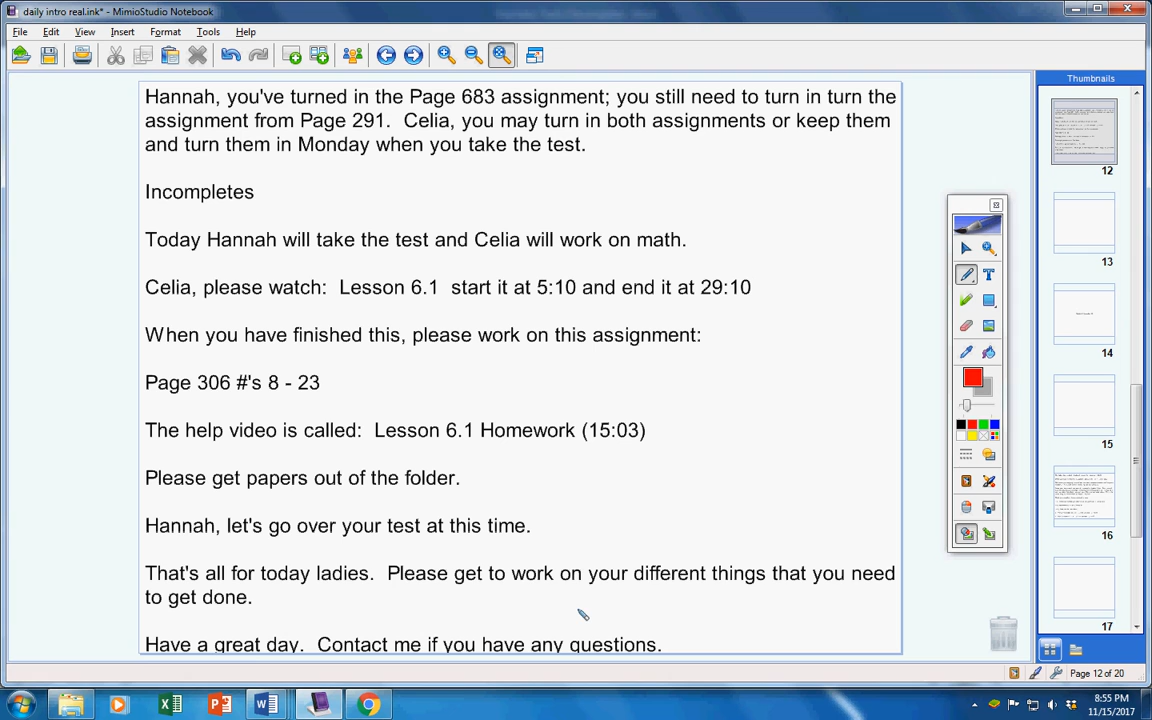 daily intro real.ink* - MimioStudio Notebook
File Edit View Insert Format Tools Help
Hannah, you've turned in the Page 683 assignment; you still need to turn in turn the
assignment from Page 291.  Celia, you may turn in both assignments or keep them
and turn them in Monday when you take the test.
Incompletes
Today Hannah will take the test and Celia will work on math.
Celia, please watch:  Lesson 6.1  start it at 5:10 and end it at 29:10
When you have finished this, please work on this assignment:
Page 306 #'s 8 - 23
The help video is called:  Lesson 6.1 Homework (15:03)
Please get papers out of the folder.
Hannah, let's go over your test at this time.
That's all for today ladies.  Please get to work on your different things that you need
to get done.
Have a great day.  Contact me if you have any questions.
Thumbnails
12
13
14
15
16
17
Page 12 of 20
8:55 PM
11/15/2017